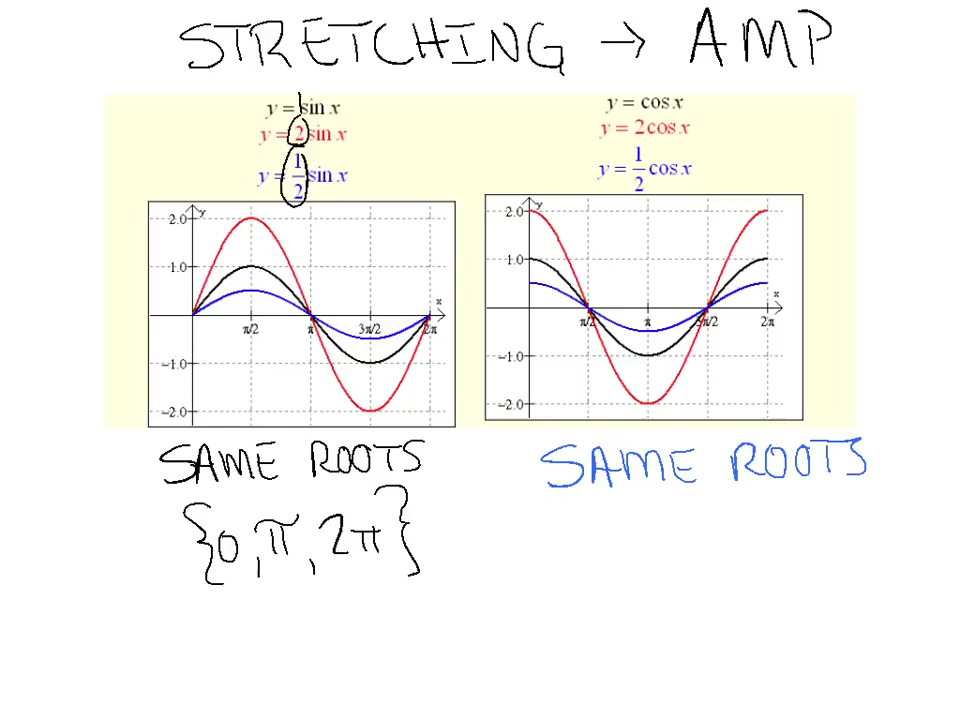 STRETCHING → AMP
y = sin x
y = 2 sin x
y = 1/2 sin x
y = cos x
y = 2cos x
y = 1/2 cos x
y
2.0
1.0
x
π/2 π 3π/2 2π
-1.0
-2.0
y
2.0
1.0
x
π/2 π 3π/2 2π
-1.0
-2.0
SAME ROOTS
{0, π, 2π}
SAME ROOTS